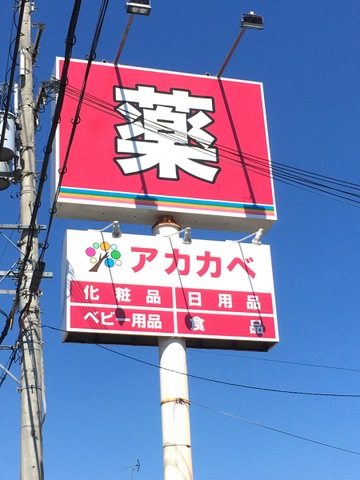 薬
アカカベ
化粧品 日用品
ベビー用品 食品